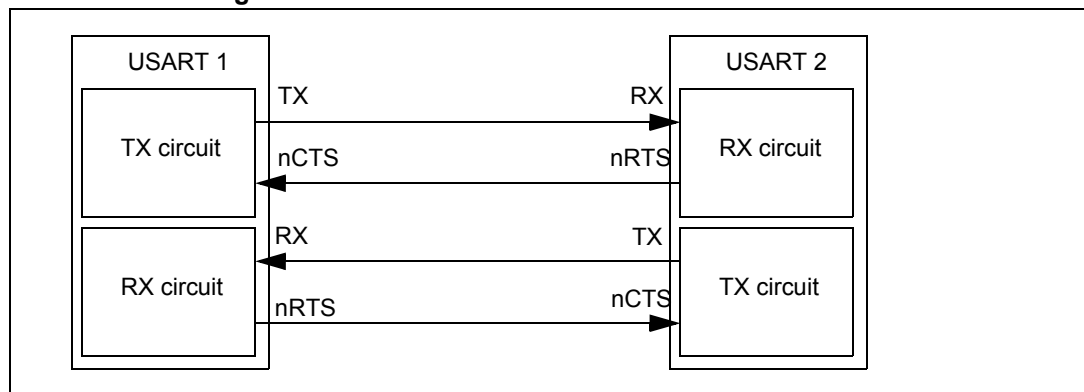 USART 1
USART 2
TX
RX
TX circuit
RX circuit
nCTS
nRTS
RX
TX
RX circuit
TX circuit
nRTS
nCTS